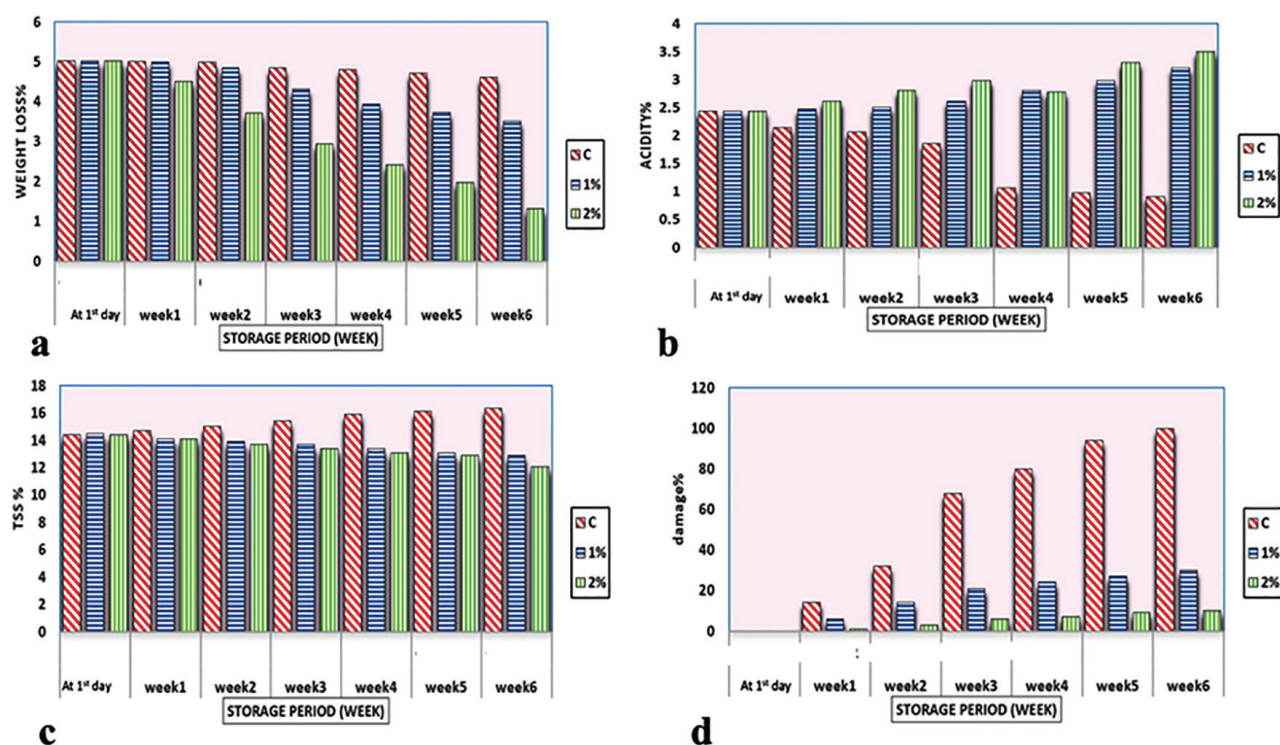 6
5
4
3
2
1
0
WEIGHT LOSS%
At 1st day week1 week2 week3 week4 week5 week6
STORAGE PERIOD (WEEK)
C
1%
2%
a
4
3.5
3
2.5
2
1.5
1
0.5
0
ACIDITY%
At 1st day week1 week2 week3 week4 week5 week6
STORAGE PERIOD (WEEK)
C
1%
2%
b
18
16
14
12
10
8
6
4
2
0
TSS %
At 1st day week1 week2 week3 week4 week5 week6
STORAGE PERIOD (WEEK)
C
1%
2%
c
120
100
80
60
40
20
0
damage%
At 1st day week1 week2 week3 week4 week5 week6
STORAGE PERIOD (WEEK)
C
1%
2%
d